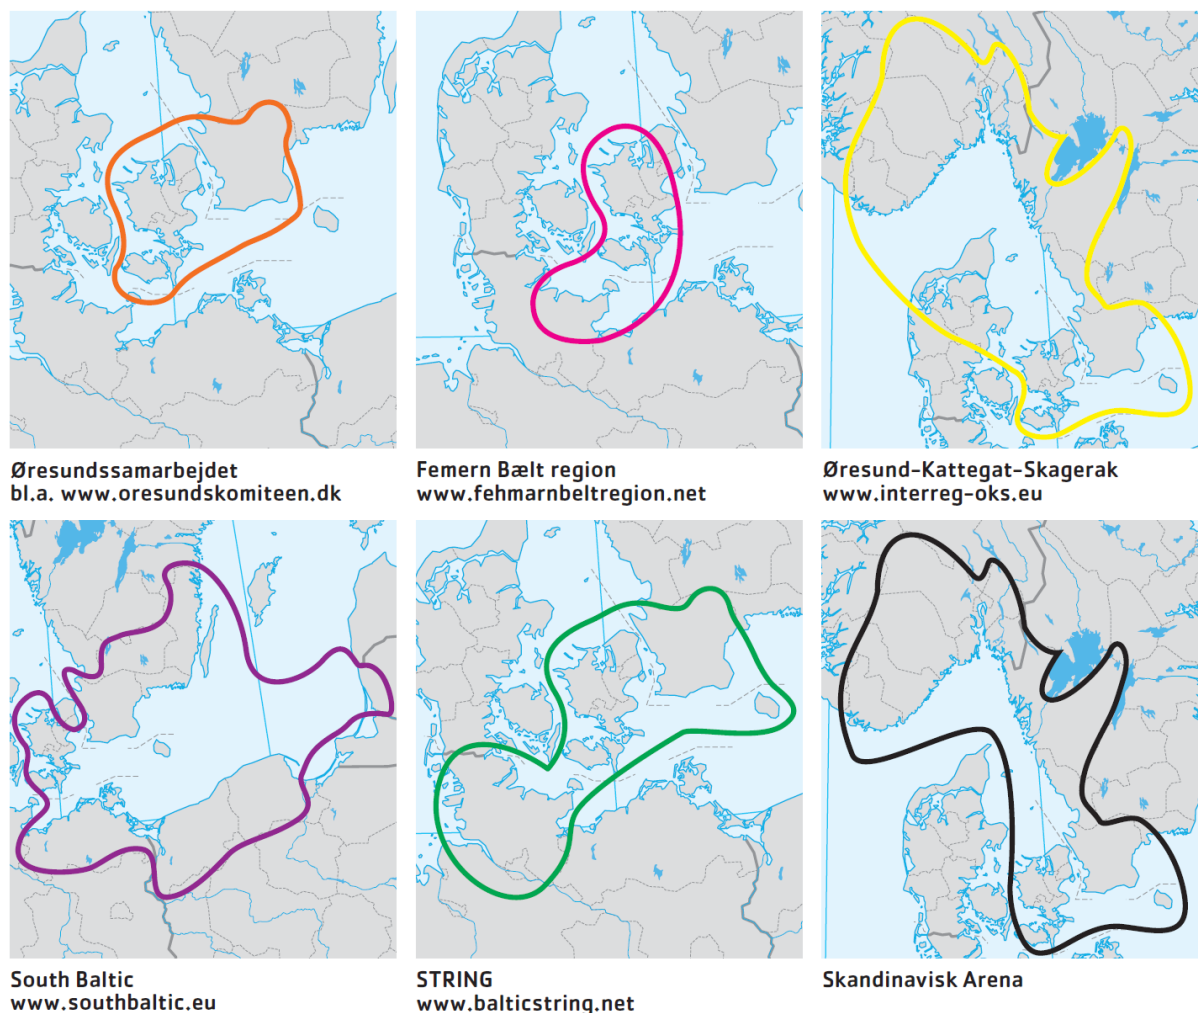 Øresundssamarbejdet
bl.a. www.oresundskomiteen.dk
Femern Bælt region
www.fehmarnbeltregion.net
Øresund-Kattegat-Skagerak
www.interreg-oks.eu
South Baltic
www.southbaltic.eu
STRING
www.balticstring.net
Skandinavisk Arena